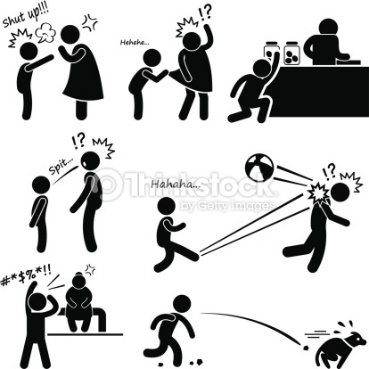 Shut up!!!
!?
Hehehe...
!?
Spit...
Hahaha...
!?
Thinkstock
by Getty Images
#*$%*!!